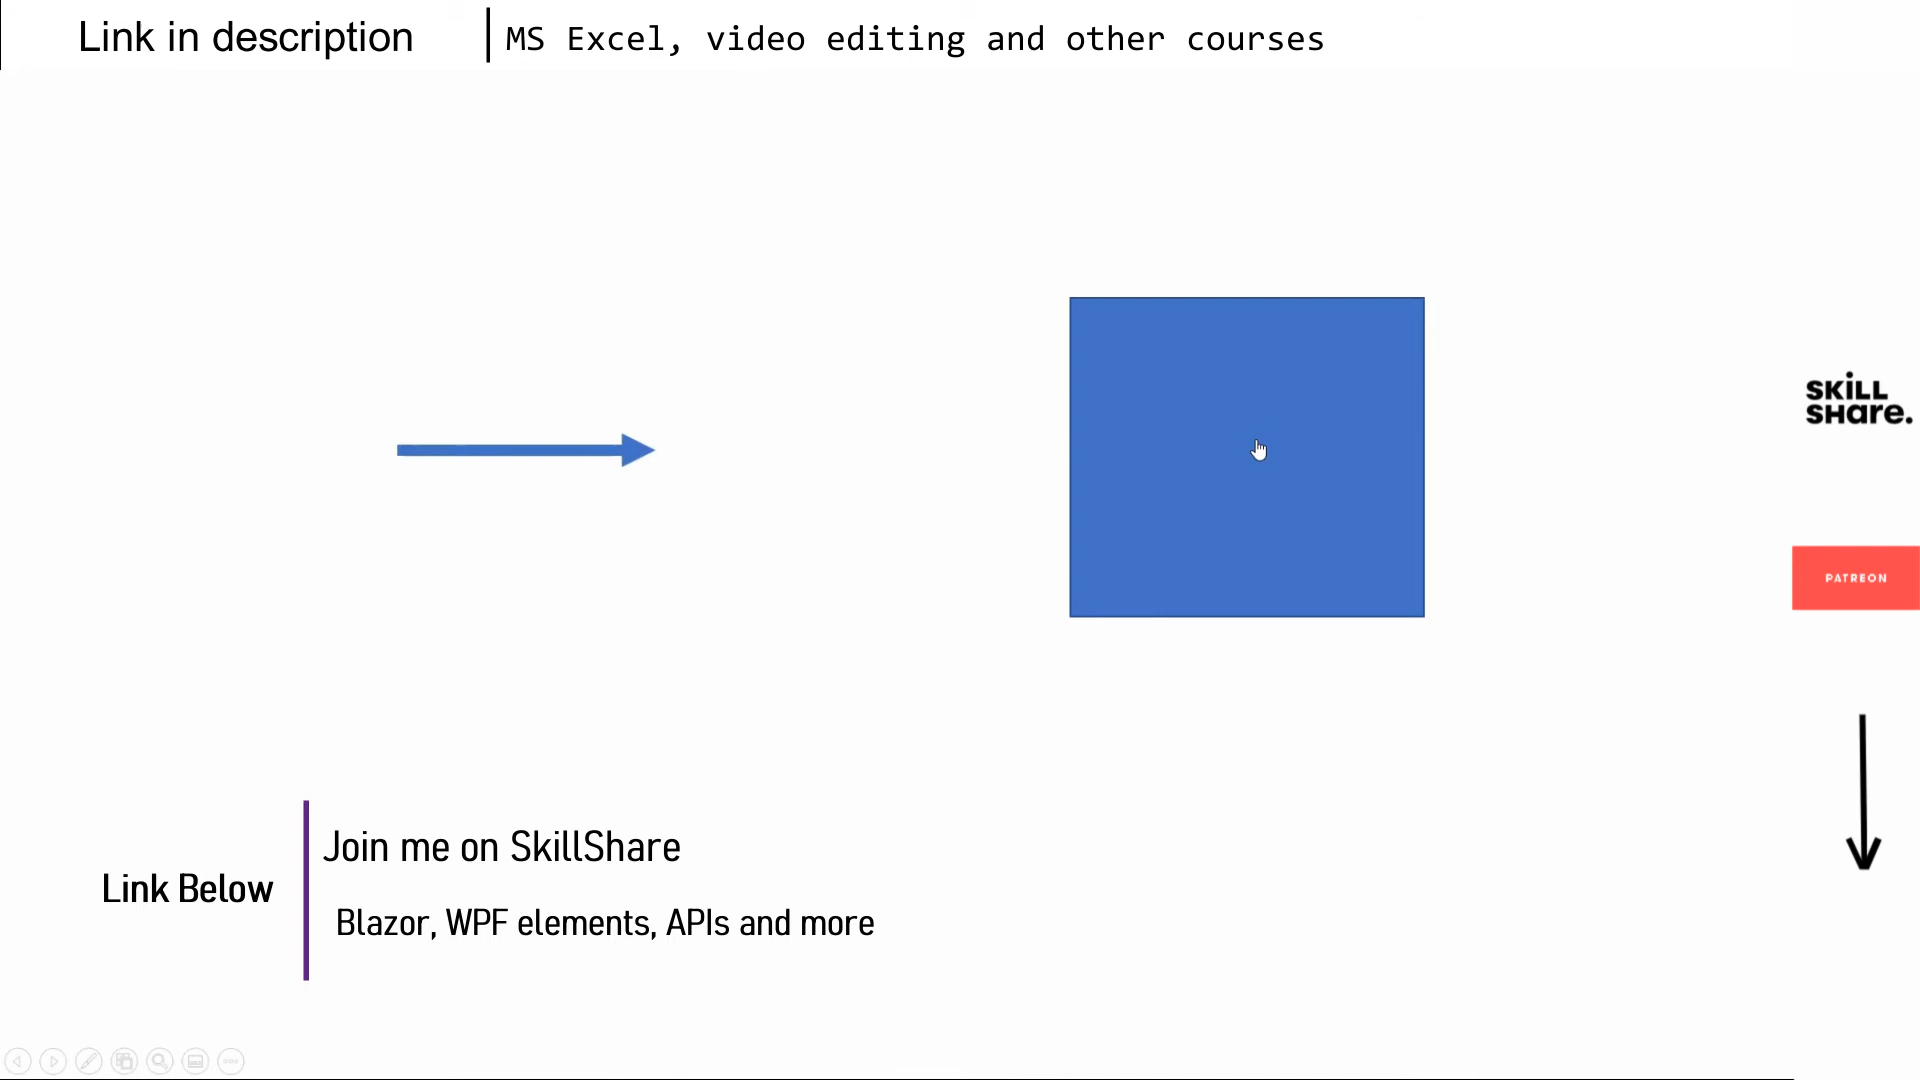 Link in description
MS Excel, video editing and other courses
SKiLL
SHare.
PATREON
Join me on SkillShare
Link Below
Blazor, WPF elements, APIs and more